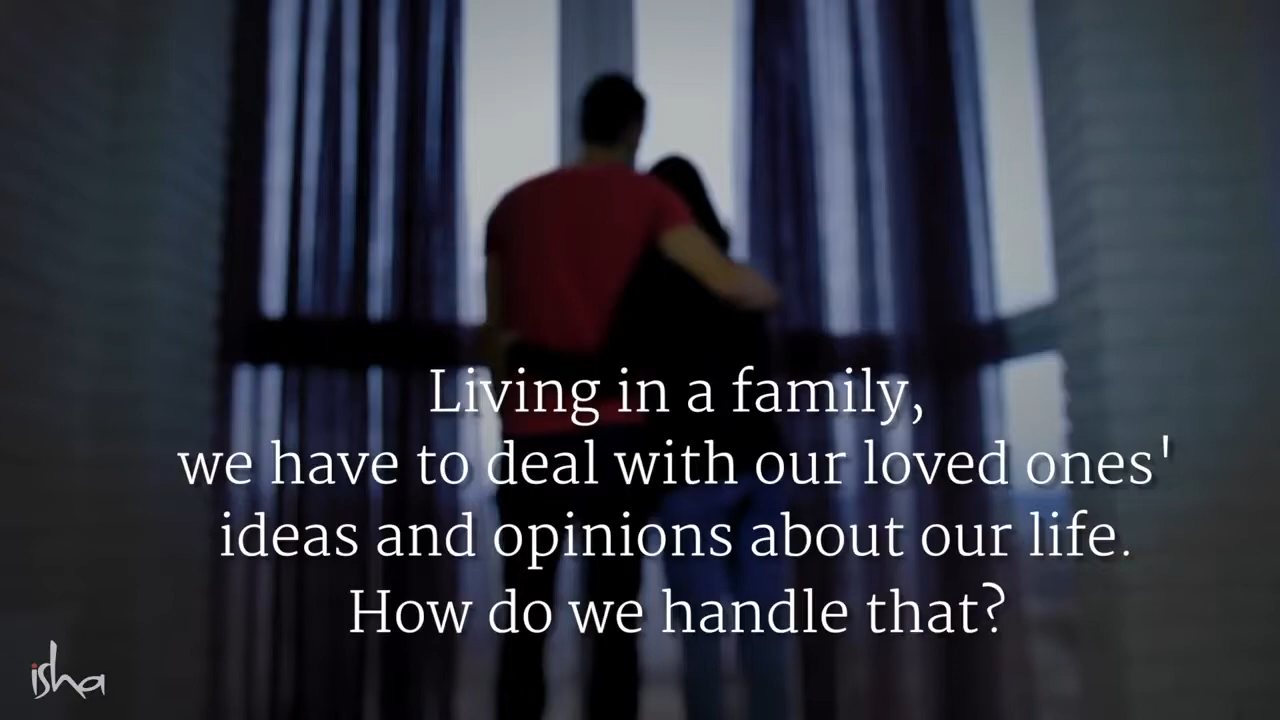 Living in a family,
we have to deal with our loved ones'
ideas and opinions about our life.
How do we handle that?
isha